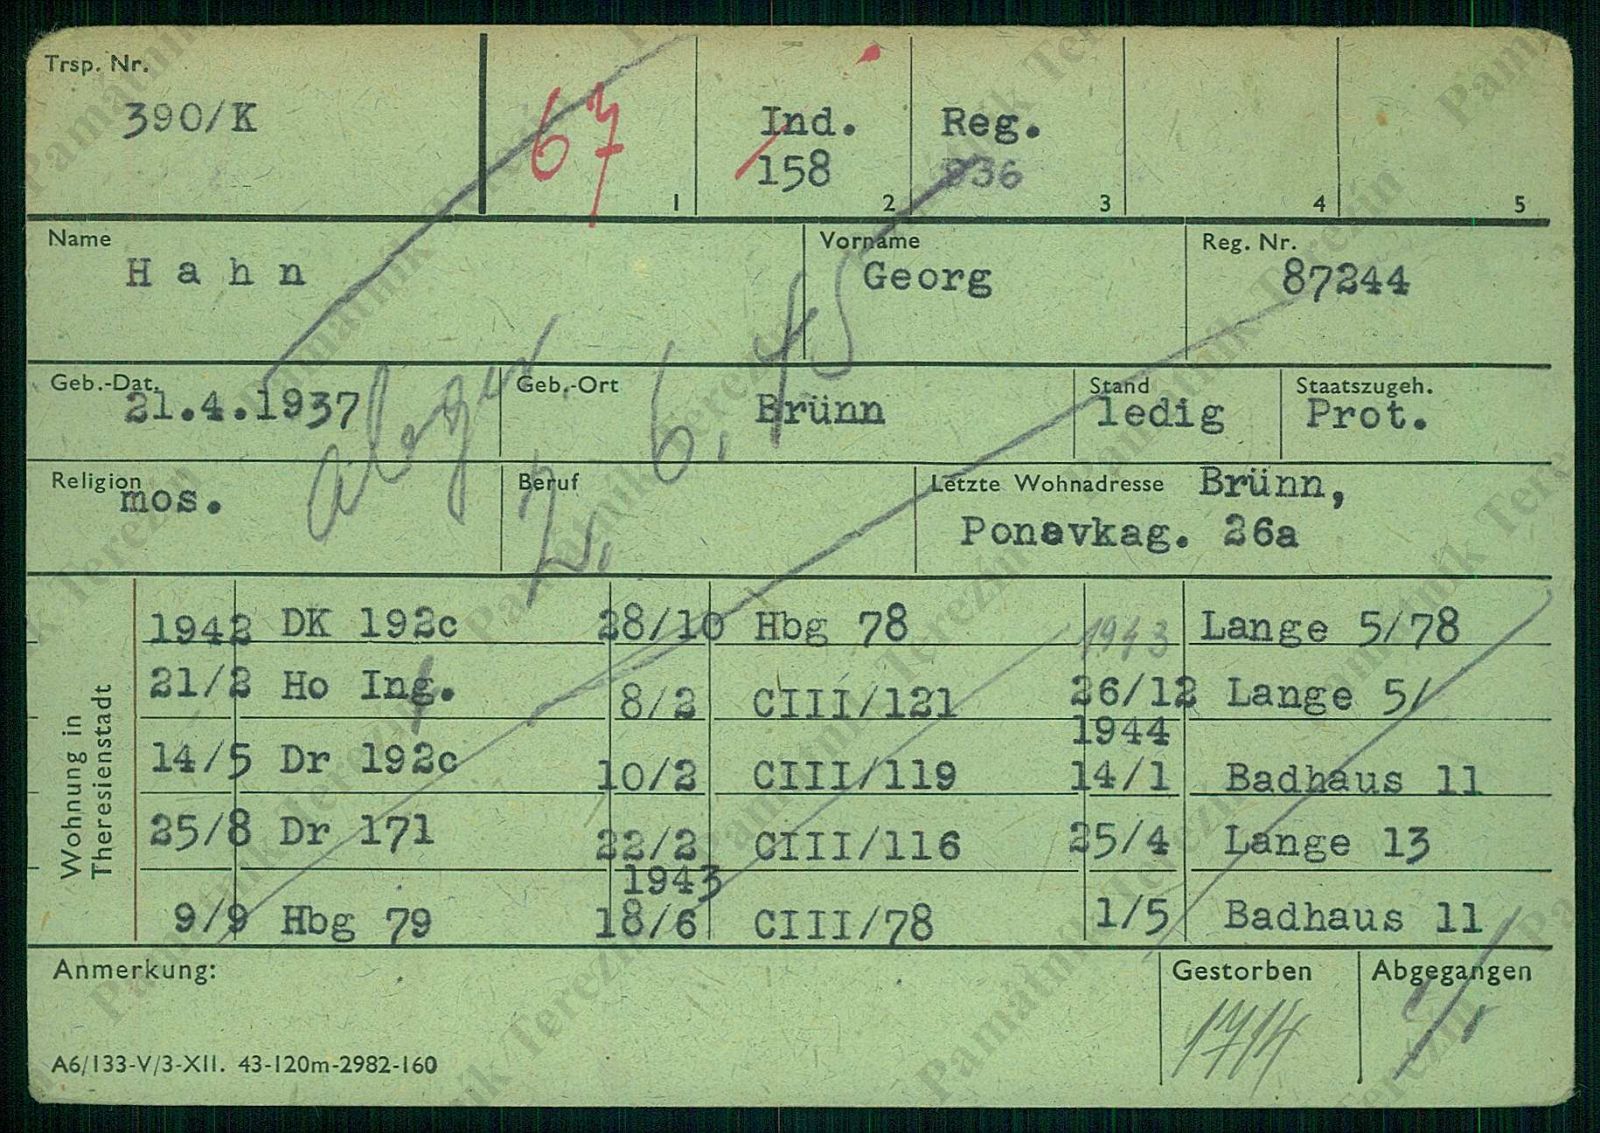 Trsp. Nr.
390/K
67
Ind.
Reg.
158
936
1
2
3
4
5
Name
Vorname
Reg. Nr.
Hahn
Georg
87244
Geb.-Dat.
Geb.-Ort
Stand
Staatszugeh.
21.4.1937
Brünn
ledig
Prot.
6. 45
Religion
Beruf
Letzte Wohnadresse
Brünn,
mos.
Ponavkag. 26a
Wohnung in
Theresienstadt
1942 DK 192c 28/10 Hbg 78 1943 Lange 5/78
21/2 Ho Ing. 8/2 CIII/121 26/12 Lange 5/
1944
14/5 Dr 192c 10/2 CIII/119 14/1 Badhaus 11
25/8 Dr 171 22/2 CIII/116 25/4 Lange 13
1943
9/9 Hbg 79 18/6 CIII/78 1/5 Badhaus 11
Anmerkung:
Gestorben
Abgegangen
A6/133-V/3-XII. 43-120m-2982-160
Památník Terezín